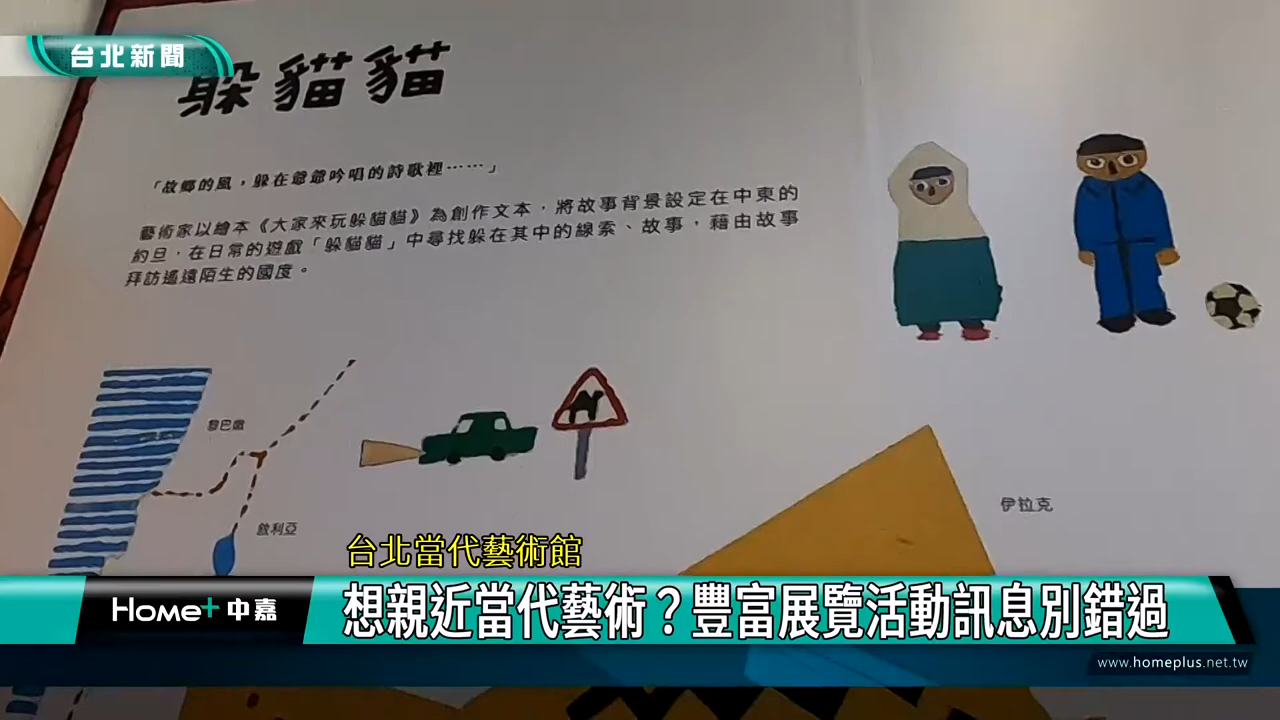 台北新聞
躲貓貓
「故鄉的風，躲在爺爺吟唱的詩歌裡……」
藝術家以繪本《大家來玩躲貓貓》為創作文本，將故事背景設定在中東的
約旦，在日常的遊戲「躲貓貓」中尋找躲在其中的線索、故事，藉由故事
拜訪遙遠陌生的國度。
黎巴嫩
敘利亞
伊拉克
台北當代藝術館
Home+中嘉
想親近當代藝術？豐富展覽活動訊息別錯過
www.homeplus.net.tw